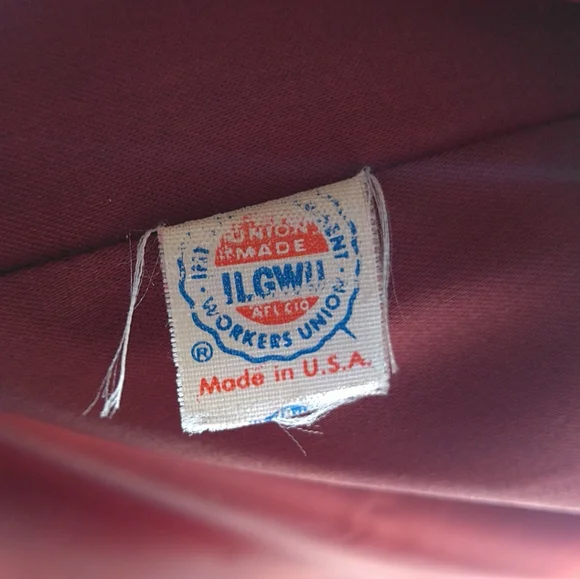 UNION
MADE
ILGWU
AFL CIO
WORKERS UNION
®
Made in U.S.A.